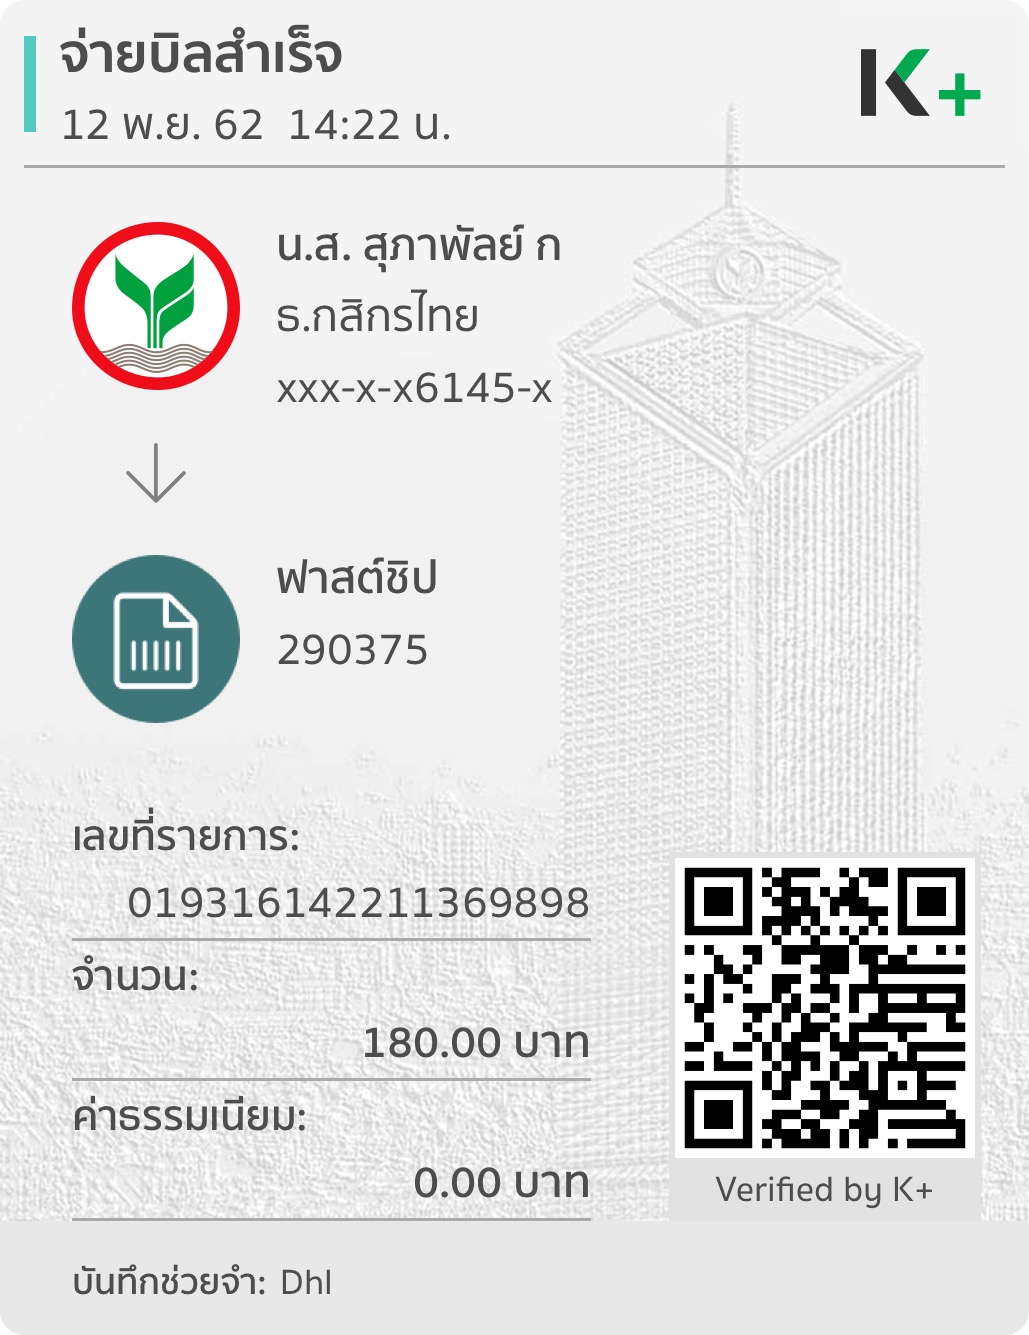 จ่ายบิลสำเร็จ
12 พ.ย. 62 14:22 น.
K+
น.ส. สุภาพัลย์ ก
ธ.กสิกรไทย
xxx-x-x6145-x
ฟาสต์ชิป
290375
เลขที่รายการ:
019316142211369898
จำนวน:
180.00 บาท
ค่าธรรมเนียม:
0.00 บาท
Verified by K+
บันทึกช่วยจำ: Dhl